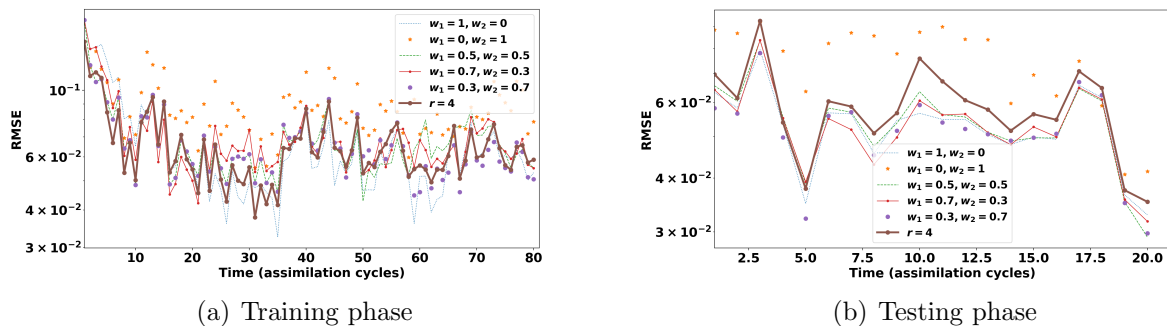 w₁ = 1, w₂ = 0
w₁ = 0, w₂ = 1
w₁ = 0.5, w₂ = 0.5
w₁ = 0.7, w₂ = 0.3
w₁ = 0.3, w₂ = 0.7
r = 4
RMSE
10⁻¹
6 × 10⁻²
4 × 10⁻²
3 × 10⁻²
10 20 30 40 50 60 70 80
Time (assimilation cycles)
(a) Training phase
RMSE
6 × 10⁻²
4 × 10⁻²
3 × 10⁻²
w₁ = 1, w₂ = 0
w₁ = 0, w₂ = 1
w₁ = 0.5, w₂ = 0.5
w₁ = 0.7, w₂ = 0.3
w₁ = 0.3, w₂ = 0.7
r = 4
2.5 5.0 7.5 10.0 12.5 15.0 17.5 20.0
Time (assimilation cycles)
(b) Testing phase